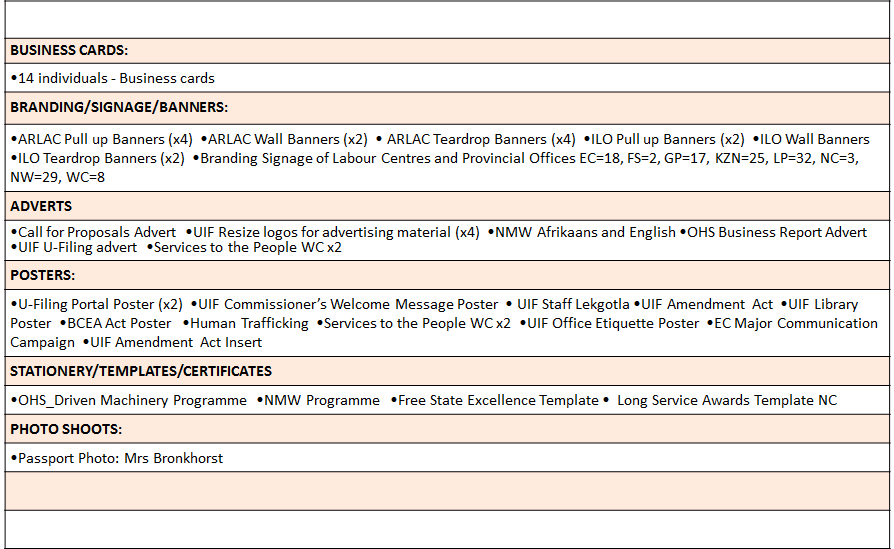 BUSINESS CARDS:
•14 individuals - Business cards
BRANDING/SIGNAGE/BANNERS:
•ARLAC Pull up Banners (x4) •ARLAC Wall Banners (x2) • ARLAC Teardrop Banners (x4) •ILO Pull up Banners (x2) •ILO Wall Banners
•ILO Teardrop Banners (x2) •Branding Signage of Labour Centres and Provincial Offices EC=18, FS=2, GP=17, KZN=25, LP=32, NC=3,
NW=29, WC=8
ADVERTS
•Call for Proposals Advert •UIF Resize logos for advertising material (x4) •NMW Afrikaans and English •OHS Business Report Advert
•UIF U-Filing advert •Services to the People WC x2
POSTERS:
•U-Filing Portal Poster (x2) •UIF Commissioner’s Welcome Message Poster • UIF Staff Lekgotla •UIF Amendment Act •UIF Library
Poster •BCEA Act Poster •Human Trafficking •Services to the People WC x2 •UIF Office Etiquette Poster •EC Major Communication
Campaign •UIF Amendment Act Insert
STATIONERY/TEMPLATES/CERTIFICATES
•OHS_Driven Machinery Programme •NMW Programme •Free State Excellence Template • Long Service Awards Template NC
PHOTO SHOOTS:
•Passport Photo: Mrs Bronkhorst